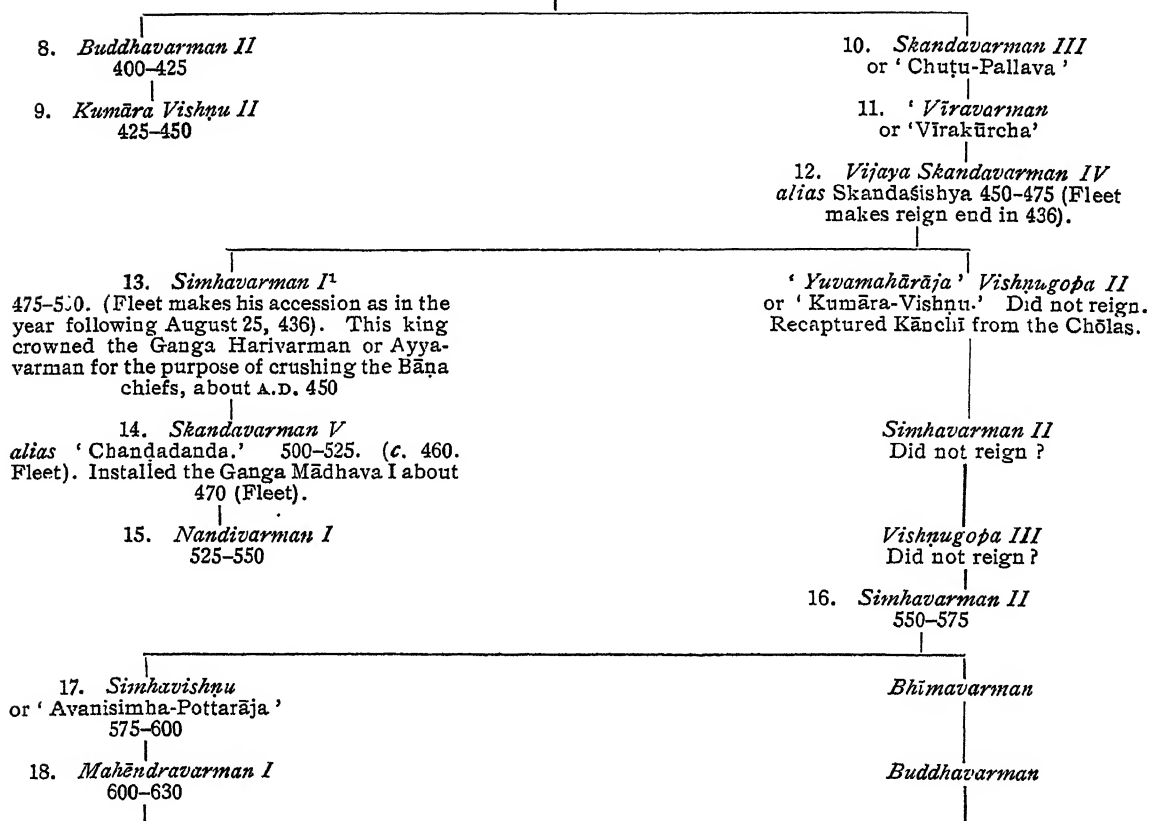 8. Buddhavarman II
400–425
9. Kumāra Vishṇu II
425–450
10. Skandavarman III
or ‘ Chuṭu-Pallava ’
11. ‘ Vīravarman
or ‘Vīrakūrcha’
12. Vijaya Skandavarman IV
alias Skandaśishya 450–475 (Fleet
makes reign end in 436).
13. Simhavarman I¹
(Fleet makes his accession as in the
year following August 25, 436). This king
crowned the Ganga Harivarman or Ayya-
varman for the purpose of crushing the Bāṇa
chiefs, about A.D. 450
14. Skandavarman V
alias ‘ Chanḍadanda.’ 500–525. (c. 460.
Fleet). Installed the Ganga Mādhava I about
470 (Fleet).
15. Nandivarman I
525–550
‘ Yuvamahārāja ’ Vishṇugopa II
or ‘ Kumāra-Vishṇu.’ Did not reign.
Recaptured Kānchī from the Chōlas.
Simhavarman II
Did not reign ?
Vishṇugopa III
Did not reign ?
16. Simhavarman II
550–575
17. Simhavishṇu
or ‘ Avanisimha-Pottarāja ’
575–600
18. Mahēndravarman I
600–630
Bhīmavarman
Buddhavarman